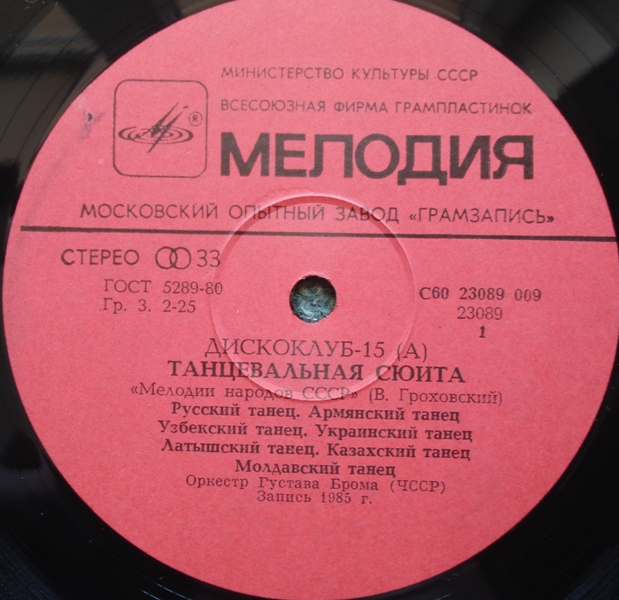 МИНИСТЕРСТВО КУЛЬТУРЫ СССР
ВСЕСОЮЗНАЯ ФИРМА ГРАМПЛАСТИНОК
®
МЕЛОДИЯ
МОСКОВСКИЙ ОПЫТНЫЙ ЗАВОД «ГРАМЗАПИСЬ»
СТЕРЕО 33
ГОСТ 5289-80
Гр. 3. 2-25
С60 23089 009
23089
1
ДИСКОКЛУБ-15 (А)
ТАНЦЕВАЛЬНАЯ СЮИТА
«Мелодии народов СССР» (В. Гроховский)
Русский танец. Армянский танец
Узбекский танец. Украинский танец
Латышский танец. Казахский танец
Молдавский танец
Оркестр Густава Брома (ЧССР)
Запись 1985 г.